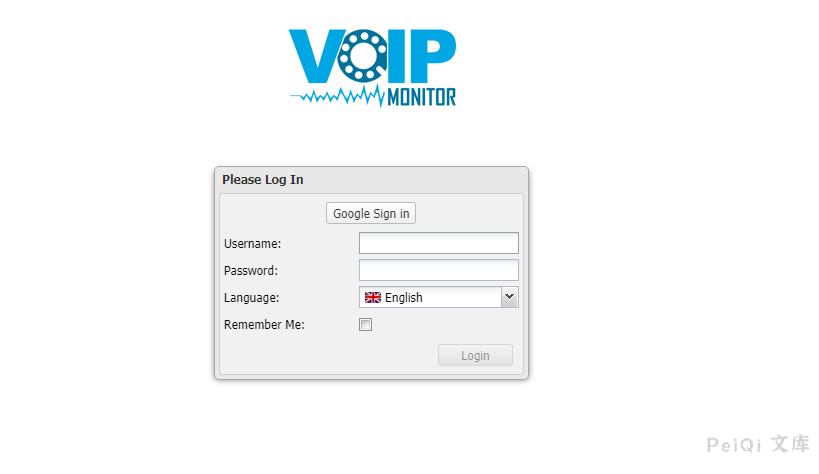 VOIP
MONITOR
Please Log In
Google Sign in
Username:
Password:
Language:
English
Remember Me:
Login
PeiQi 文库